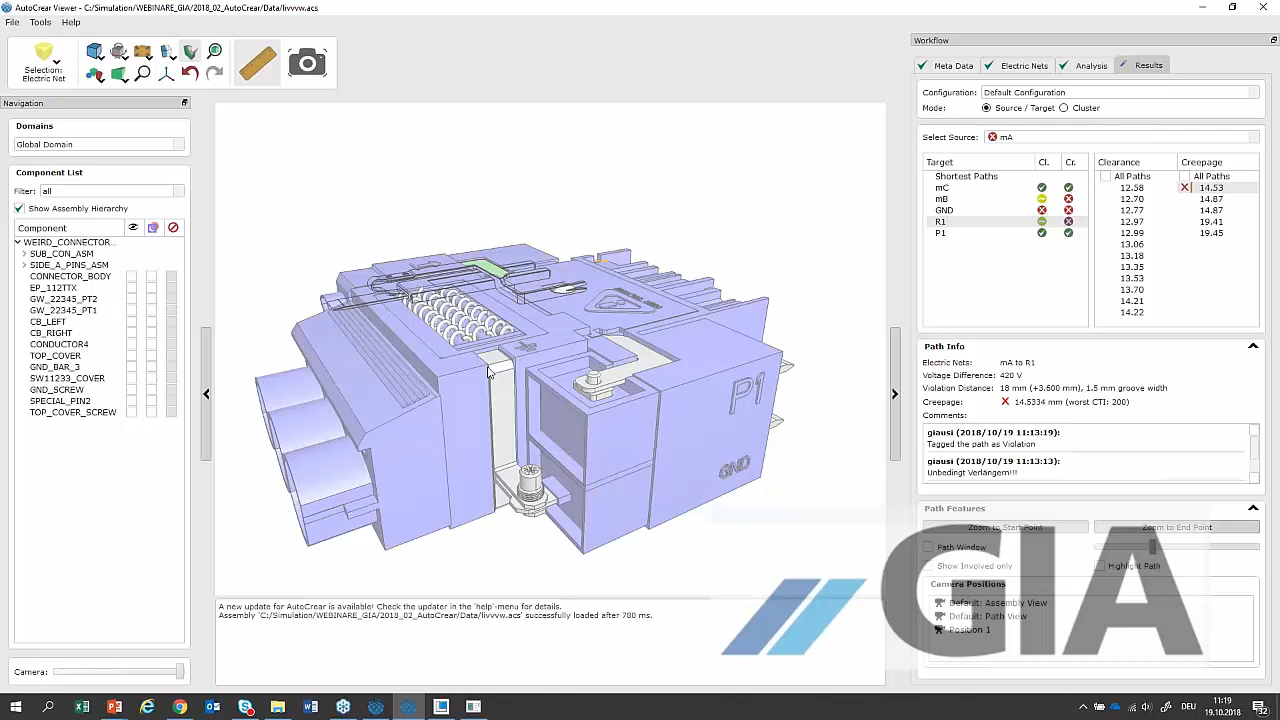 AutoCrear Viewer - C:/Simulation/WEBINARE_GIA/2018_02_AutoCrear/Data/livvvw.acs
File Tools Help
Selection:
Electric Net
Navigation
Domains
Global Domain
Component List
Filter: all
Show Assembly Hierarchy
Component
WEIRD_CONNECTOR...
SUB_CON_ASM
SIDE_A_PINS_ASM
CONNECTOR_BODY
EP_112TTX
GW_22345_PT2
GW_22345_PT1
CB_LEFT
CB_RIGHT
CONDUCTOR4
TOP_COVER
GND_BAR_3
SW11233_COVER
GND_SCREW
SPECIAL_PIN2
TOP_COVER_SCREW
Camera:
P1
GND
A new update for AutoCrear is available! Check the updater in the 'help'-menu for details.
Assembly 'C:/Simulation/WEBINARE_GIA/2018_02_AutoCrear/Data/livvvw.acs' successfully loaded after 780 ms.
Workflow
Meta Data Electric Nets Analysis Results
Configuration: Default Configuration
Mode: Source / Target Cluster
Select Source: mA
Target Cl. Cr. Clearance Creepage
Shortest Paths All Paths All Paths
mC 12.58 14.53
mB 12.70 14.87
GND 12.77 14.87
R1 12.97 19.41
P1 12.99 19.45
13.06
13.18
13.35
13.53
13.70
14.21
14.22
Path Info
Electric Nets: mA to R1
Voltage Difference: 420 V
Violation Distance: 18 mm (+3.600 mm), 1.5 mm groove width
Creepage: 14.5334 mm (worst CTI: 200)
Comments:
giausi (2018/10/19 11:13:19):
Tagged the path as Violation
giausi (2018/10/19 11:13:13):
Unbedingt Verlängern!!!
Path Features
Zoom to Start Point Zoom to End Point
Path Window
Show Involved only Highlight Path
Camera Positions
Default: Assembly View
Default: Path View
Position 1
GIA
DEU
11:19
19.10.2018